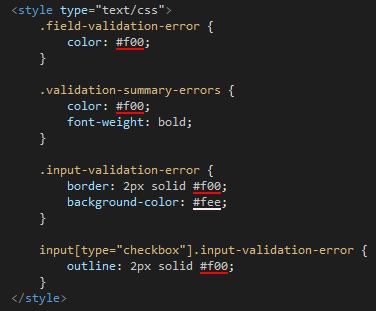 <style type="text/css">
    .field-validation-error {
        color: #f00;
    }

    .validation-summary-errors {
        color: #f00;
        font-weight: bold;
    }

    .input-validation-error {
        border: 2px solid #f00;
        background-color: #fee;
    }

    input[type="checkbox"].input-validation-error {
        outline: 2px solid #f00;
    }
</style>